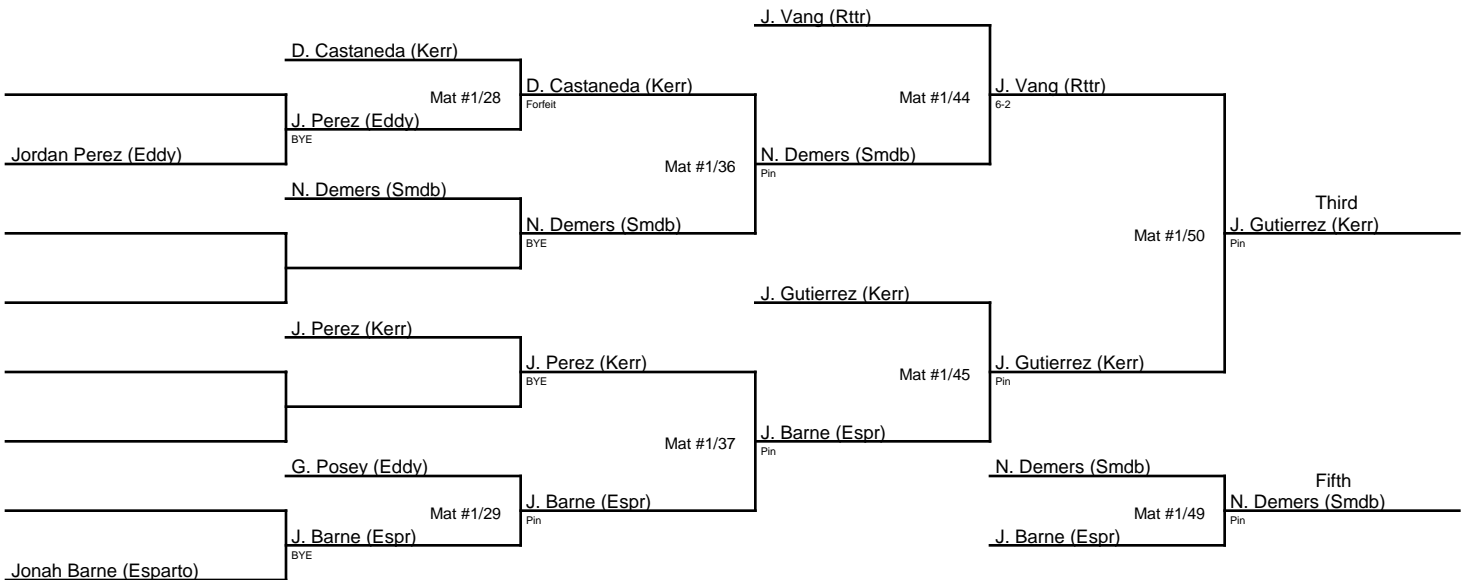 J. Vang (Rttr)
D. Castaneda (Kerr)
Mat #1/28
D. Castaneda (Kerr)
Forfeit
Mat #1/44
J. Vang (Rttr)
6-2
J. Perez (Eddy)
BYE
Jordan Perez (Eddy)
Mat #1/36
N. Demers (Smdb)
Pin
N. Demers (Smdb)
N. Demers (Smdb)
BYE
Mat #1/50
Third
J. Gutierrez (Kerr)
Pin
J. Gutierrez (Kerr)
J. Perez (Kerr)
J. Perez (Kerr)
BYE
Mat #1/45
J. Gutierrez (Kerr)
Pin
Mat #1/37
J. Barne (Espr)
Pin
G. Posey (Eddy)
N. Demers (Smdb)
Mat #1/29
J. Barne (Espr)
Pin
Mat #1/49
Fifth
N. Demers (Smdb)
Pin
J. Barne (Espr)
BYE
J. Barne (Espr)
Jonah Barne (Esparto)